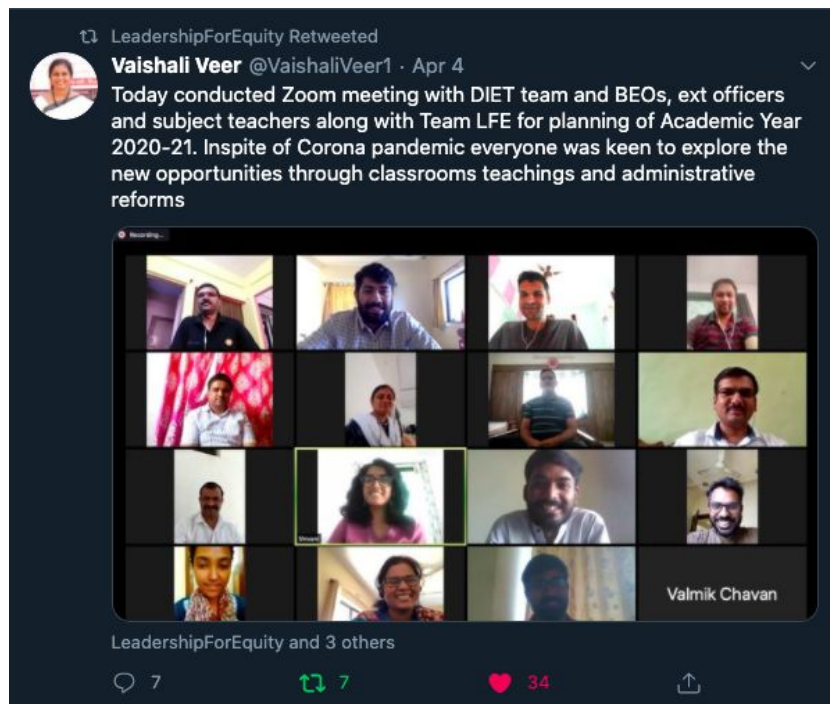 LeadershipForEquity Retweeted
Vaishali Veer @VaishaliVeer1 · Apr 4
Today conducted Zoom meeting with DIET team and BEOs, ext officers
and subject teachers along with Team LFE for planning of Academic Year
2020-21. Inspite of Corona pandemic everyone was keen to explore the
new opportunities through classrooms teachings and administrative
reforms
Recording...
Shivani
Valmik Chavan
LeadershipForEquity and 3 others
7 7 34